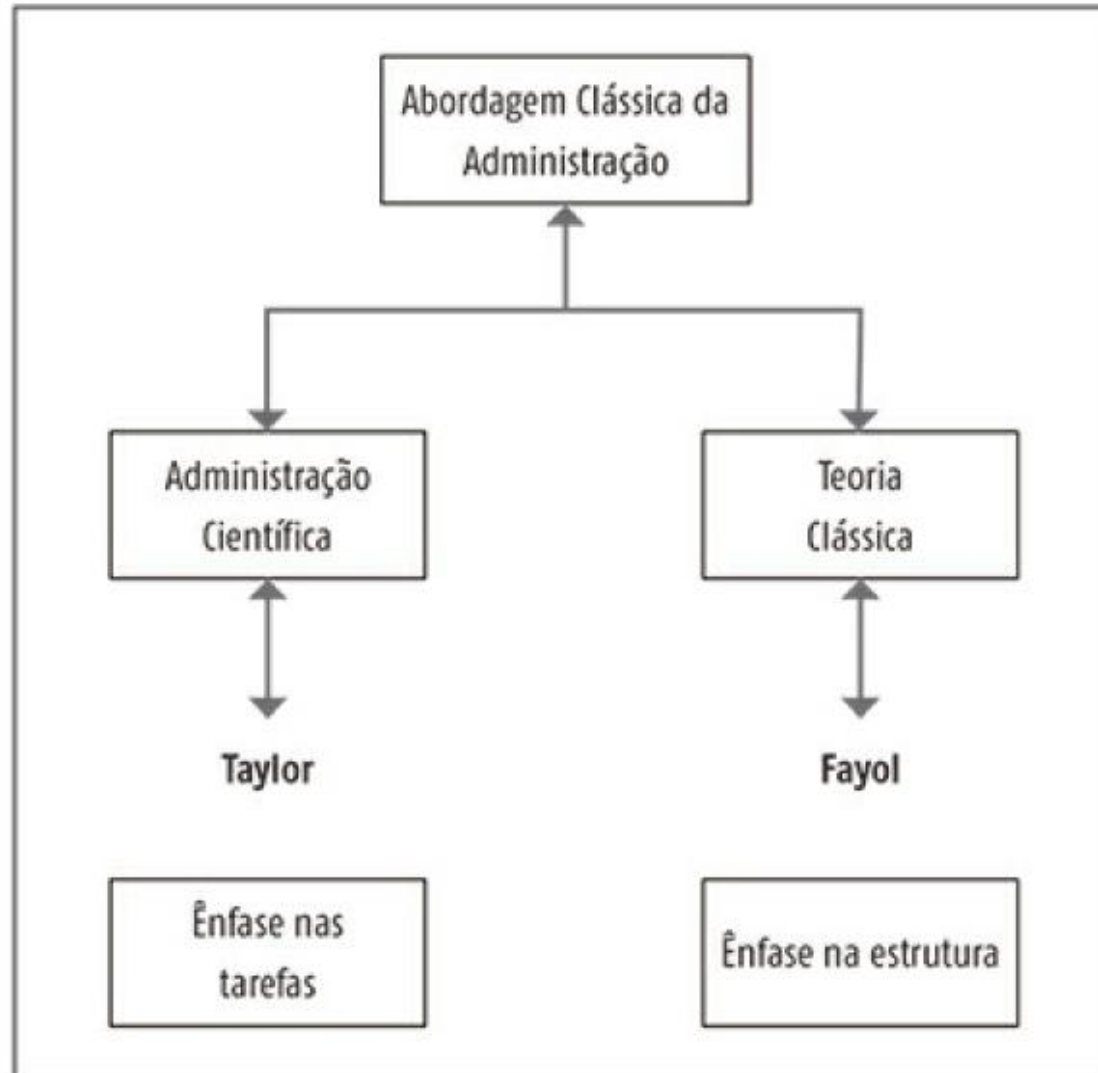 Abordagem Clássica da
Administração
Administração
Científica
Teoria
Clássica
Taylor
Fayol
Ênfase nas
tarefas
Ênfase na estrutura